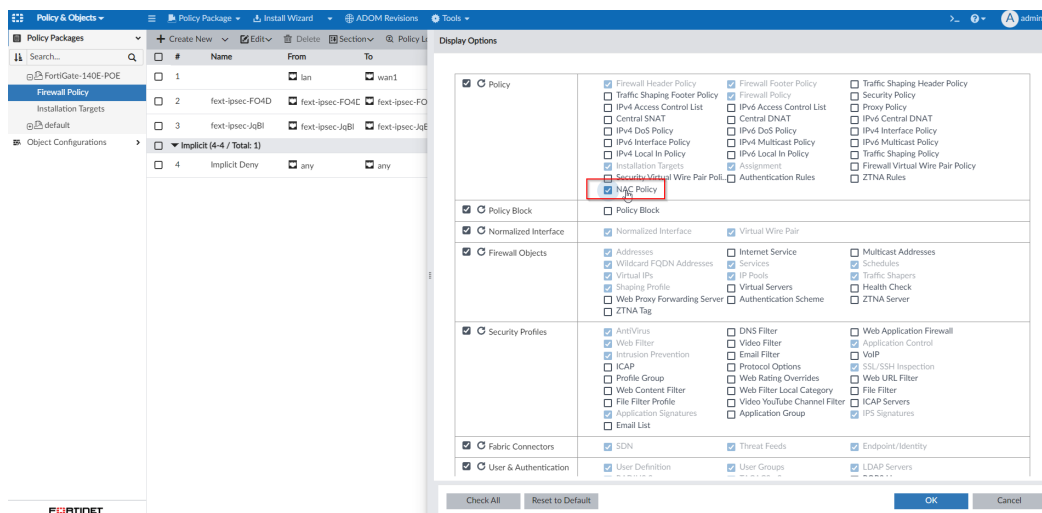 Policy & Objects
Policy Package
Install Wizard
ADOM Revisions
Tools
A admin
Policy Packages
Create New
Edit
Delete
Section
Display Options
Search...
# Name From To
FortiGate-140E-POE
Firewall Policy
Installation Targets
default
Object Configurations
1 lan wan1
2 fext-ipsec-FO4D fext-ipsec-FO4D fext-ipsec-FO
3 fext-ipsec-JqBl fext-ipsec-JqBl fext-ipsec-JqB
Implicit (4-4 / Total: 1)
4 Implicit Deny any any
Policy
Firewall Header Policy Firewall Footer Policy Traffic Shaping Header Policy
Traffic Shaping Footer Policy Firewall Policy Security Policy
IPv4 Access Control List IPv6 Access Control List Proxy Policy
Central SNAT Central DNAT IPv6 Central DNAT
IPv4 DoS Policy IPv6 DoS Policy IPv4 Interface Policy
IPv6 Interface Policy IPv4 Multicast Policy IPv6 Multicast Policy
IPv4 Local In Policy IPv6 Local In Policy Traffic Shaping Policy
Installation Targets Assignment Firewall Virtual Wire Pair Policy
Security Virtual Wire Pair Poli... Authentication Rules ZTNA Rules
NAC Policy
Policy Block Policy Block
Normalized Interface Normalized Interface Virtual Wire Pair
Firewall Objects
Addresses Internet Service Multicast Addresses
Wildcard FQDN Addresses Services Schedules
Virtual IPs IP Pools Traffic Shapers
Shaping Profile Virtual Servers Health Check
Web Proxy Forwarding Server Authentication Scheme ZTNA Server
ZTNA Tag
Security Profiles
AntiVirus DNS Filter Web Application Firewall
Web Filter Video Filter Application Control
Intrusion Prevention Email Filter VoIP
ICAP Protocol Options SSL/SSH Inspection
Profile Group Web Rating Overrides Web URL Filter
Web Content Filter Web Filter Local Category File Filter
File Filter Profile Video YouTube Channel Filter ICAP Servers
Application Signatures Application Group IPS Signatures
Email List
Fabric Connectors SDN Threat Feeds Endpoint/Identity
User & Authentication User Definition User Groups LDAP Servers
Check All Reset to Default OK Cancel
FORTINET